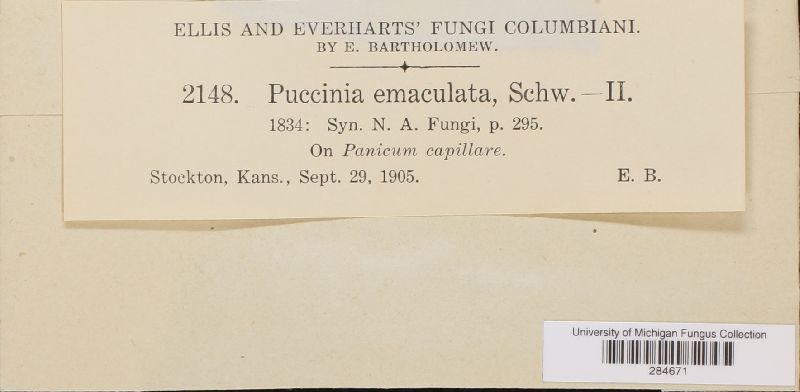 ELLIS AND EVERHARTS' FUNGI COLUMBIANI.
BY E. BARTHOLOMEW.
2148. Puccinia emaculata, Schw.—II.
1834: Syn. N. A. Fungi, p. 295.
On Panicum capillare.
Stockton, Kans., Sept. 29, 1905. E. B.
University of Michigan Fungus Collection
284671